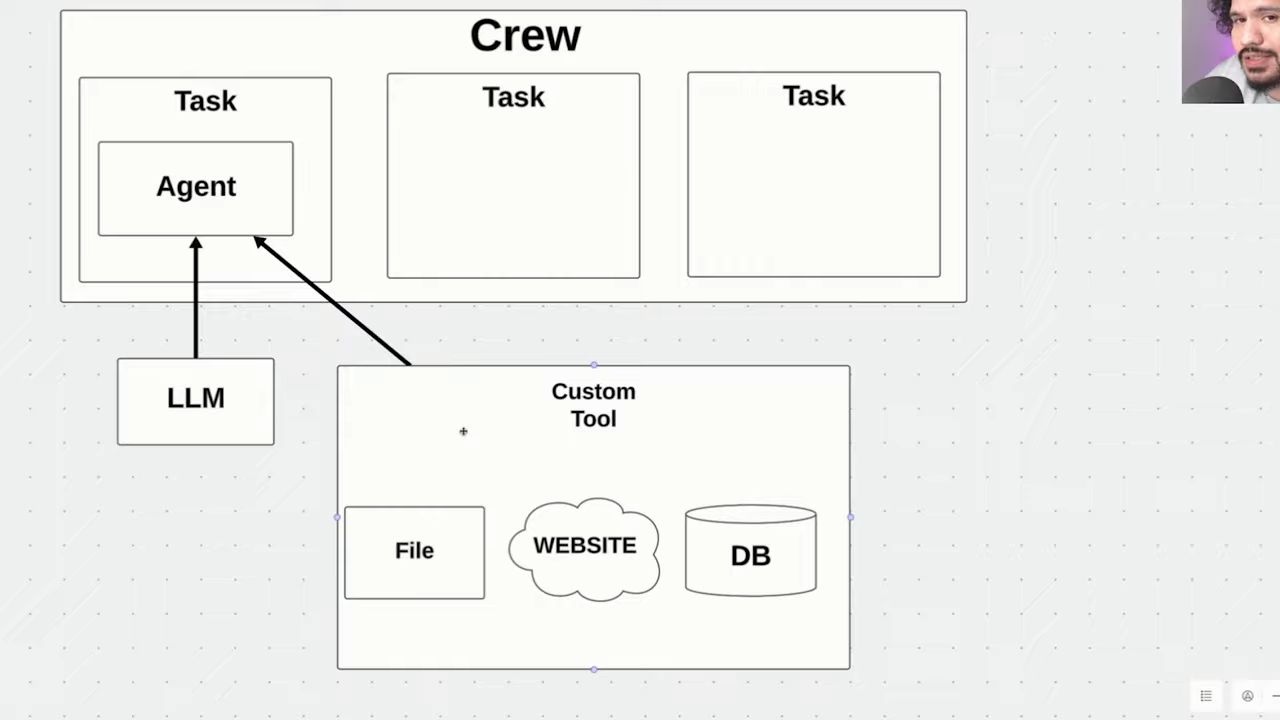 Crew
Task
Task
Task
Agent
LLM
Custom
Tool
File
WEBSITE
DB